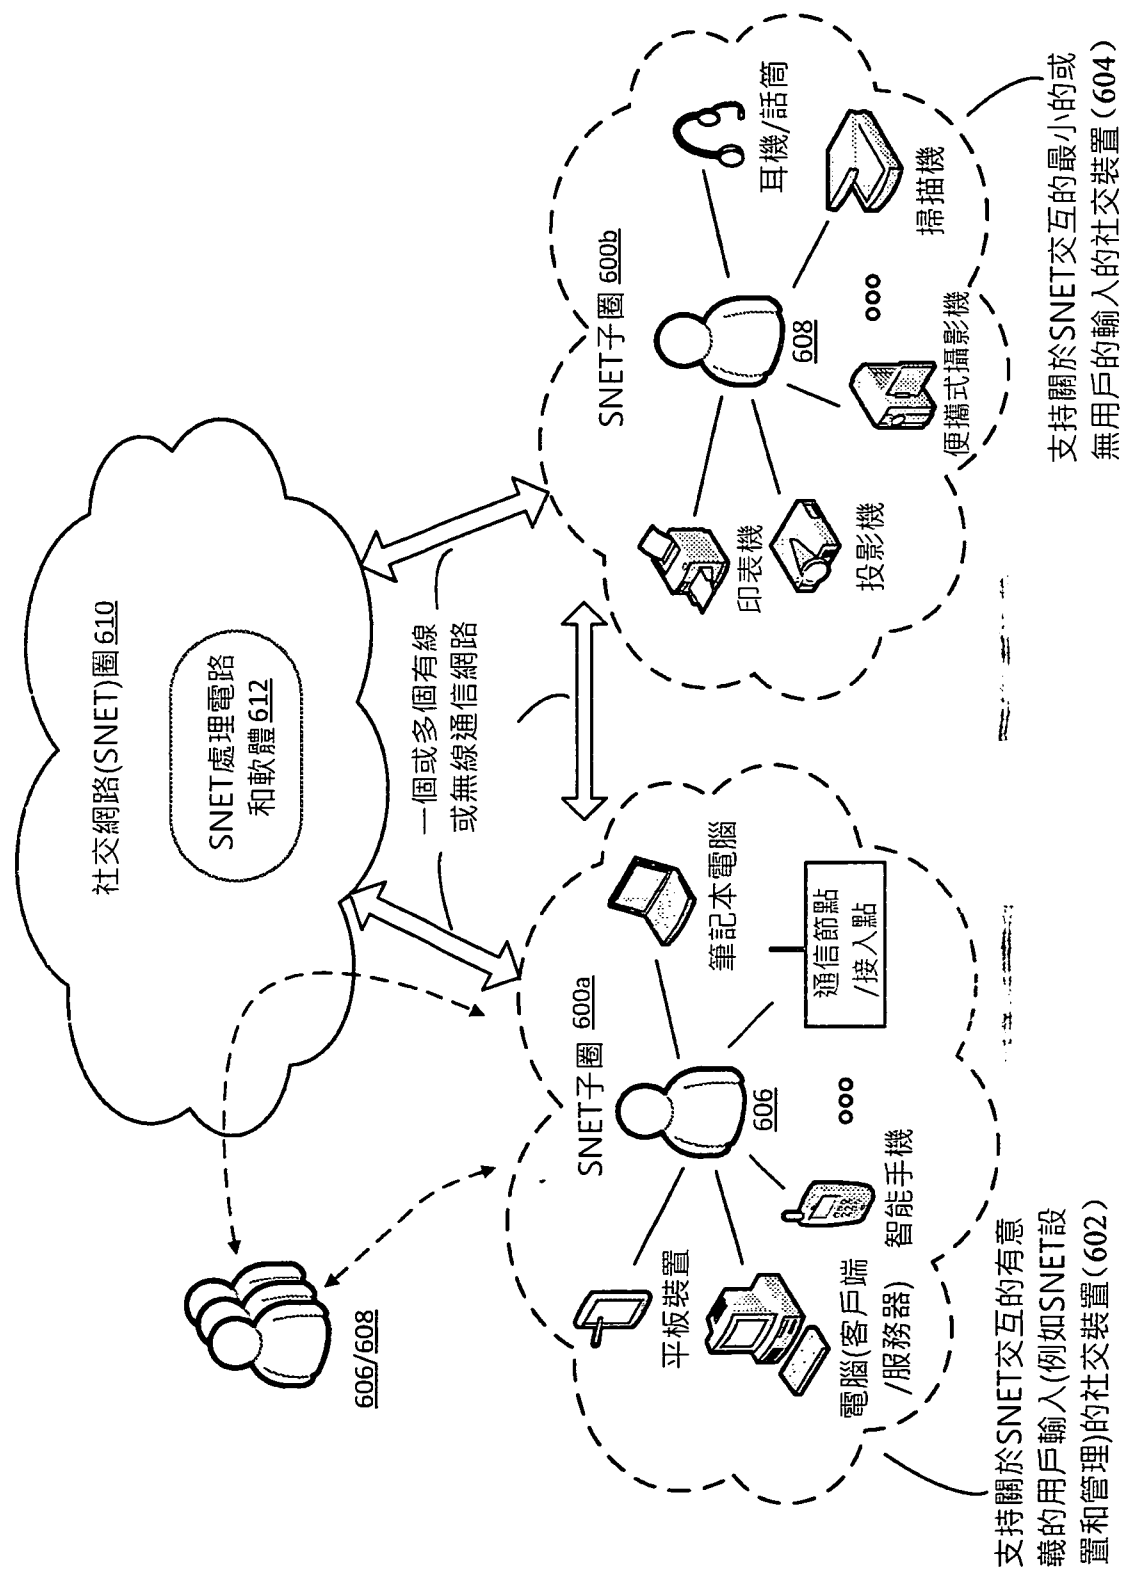 社交網路(SNET)圈610
SNET處理電路
和軟體612
一個或多個有線
或無線通信網路
606/608
SNET子圈 600a
筆記本電腦
通信節點
/接入點
606
平板裝置
智能手機
電腦(客戶端
/服務器)
支持關於SNET交互的有意
義的用戶輸入(例如SNET設
置和管理)的社交裝置(602)
SNET子圈 600b
耳機/話筒
掃描機
608
便攜式攝影機
印表機
投影機
支持關於SNET交互的最小的或
無用戶的輸入的社交裝置(604)